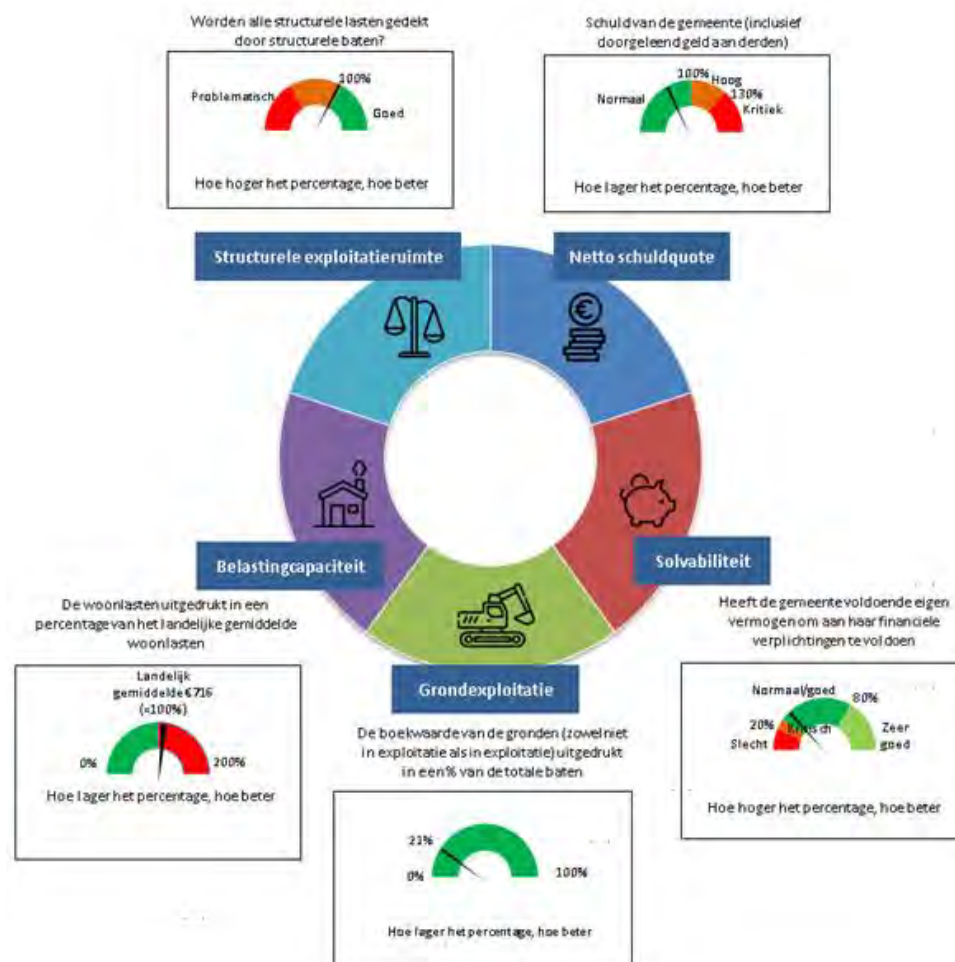 Worden alle structurele lasten gedekt
door structurele baten?
100%
Problematisch
Goed
Hoe hoger het percentage, hoe beter
Schuld van de gemeente (inclusief
doorgeleend geld aan derden)
100%
Hoog
130%
Normaal
Kritiek
Hoe lager het percentage, hoe beter
Structurele exploitatieruimte
Netto schuldquote
Belastingcapaciteit
De woonlasten uitgedrukt in een
percentage van het landelijke gemiddelde
woonlasten
Landelijk
gemiddelde €716
(=100%)
0%
200%
Hoe lager het percentage, hoe beter
Solvabiliteit
Heeft de gemeente voldoende eigen
vermogen om aan haar financiele
verplichtingen te voldoen
Normaal/goed
80%
20%
Kritisch
Zeer
Slecht
goed
Hoe hoger het percentage, hoe beter
Grondexploitatie
De boekwaarde van de gronden (zowel niet
in exploitatie als in exploitatie) uitgedrukt
in een % van de totale baten
21%
0%
100%
Hoe lager het percentage, hoe beter